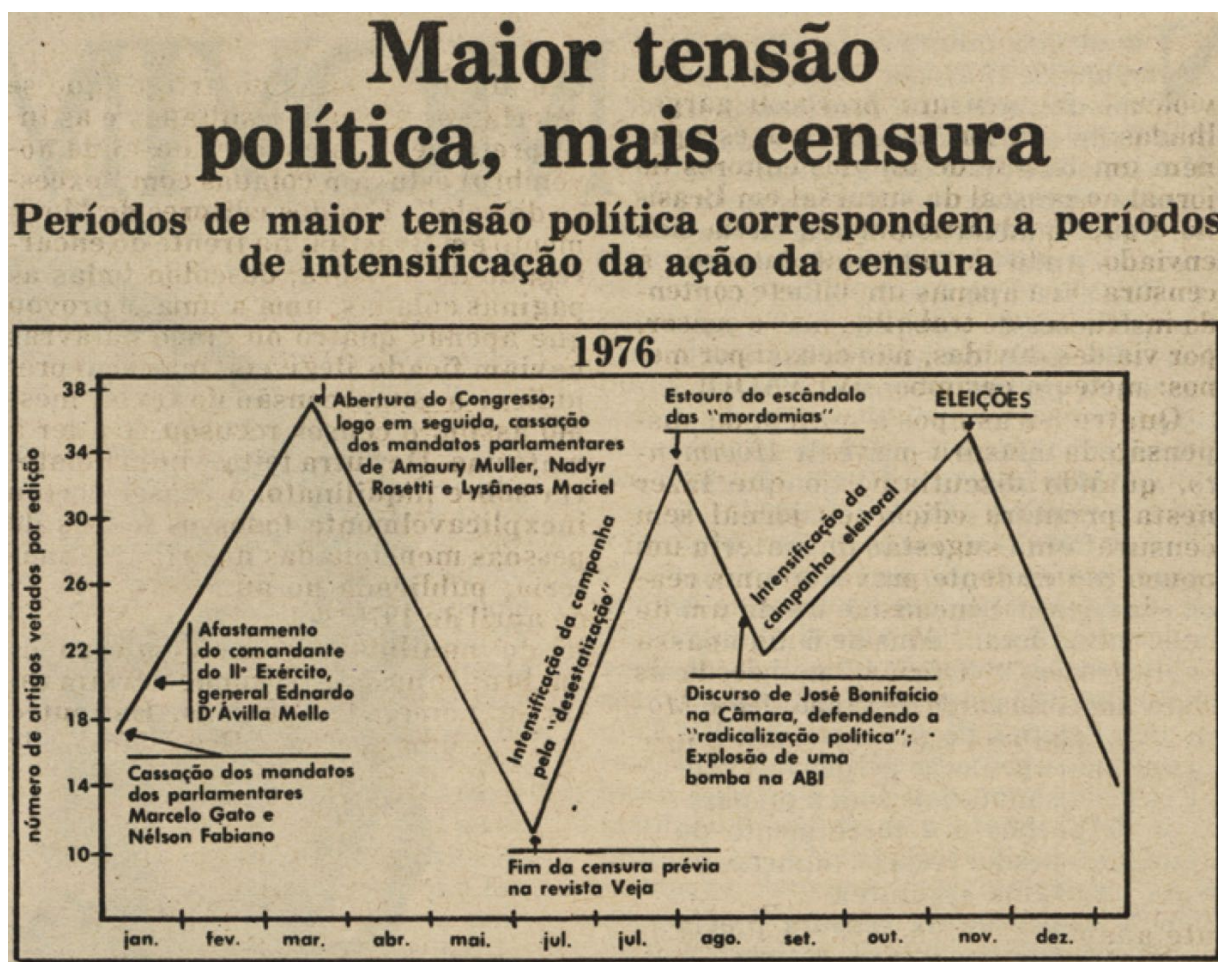 Maior tensão
política, mais censura
Períodos de maior tensão política correspondem a períodos
de intensificação da ação da censura
1976
número de artigos vetados por edição
38
34
30
26
22
18
14
10
Abertura do Congresso;
logo em seguida, cassação
dos mandatos parlamentares
de Amaury Muller, Nadyr
Rosetti e Lysâneas Maciel
Estouro do escândalo
das "mordomias"
ELEIÇÕES
Afastamento
do comandante
do IIº Exército,
general Ednardo
D'Ávilla Mello
Cassação dos mandatos
dos parlamentares
Marcelo Gato e
Nélson Fabiano
Intensificação da campanha
pela "desestatização"
Fim da censura prévia
na revista Veja
Intensificação da
campanha eleitoral
Discurso de José Bonifaício
na Câmara, defendendo a
"radicalização política";
Explosão de uma
bomba na ABI
jan.
fev.
mar.
abr.
mai.
jul.
jul.
ago.
set.
out.
nov.
dez.